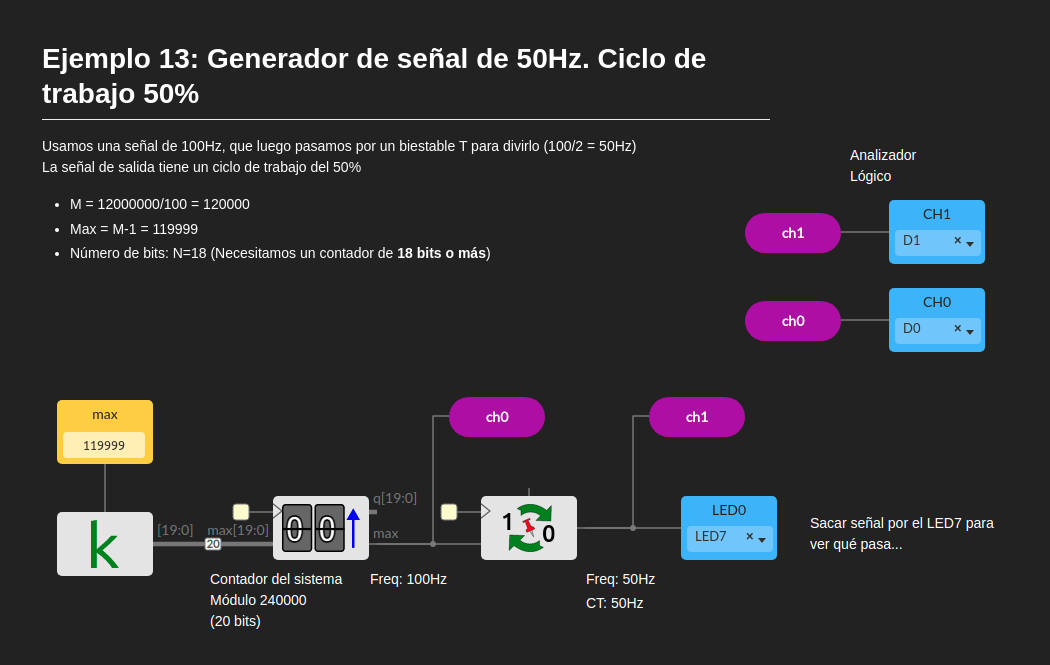 Ejemplo 13: Generador de señal de 50Hz. Ciclo de
trabajo 50%
Usamos una señal de 100Hz, que luego pasamos por un biestable T para divirlo (100/2 = 50Hz)
La señal de salida tiene un ciclo de trabajo del 50%
• M = 12000000/100 = 120000
• Max = M-1 = 119999
• Número de bits: N=18 (Necesitamos un contador de 18 bits o más)
Analizador
Lógico
CH1
ch1
D1
CH0
ch0
D0
max
119999
ch0
ch1
k
[19:0]
20
max[19:0]
00
q[19:0]
max
1
0
LED0
LED7
Sacar señal por el LED7 para
ver qué pasa...
Contador del sistema
Módulo 240000
(20 bits)
Freq: 100Hz
Freq: 50Hz
CT: 50Hz